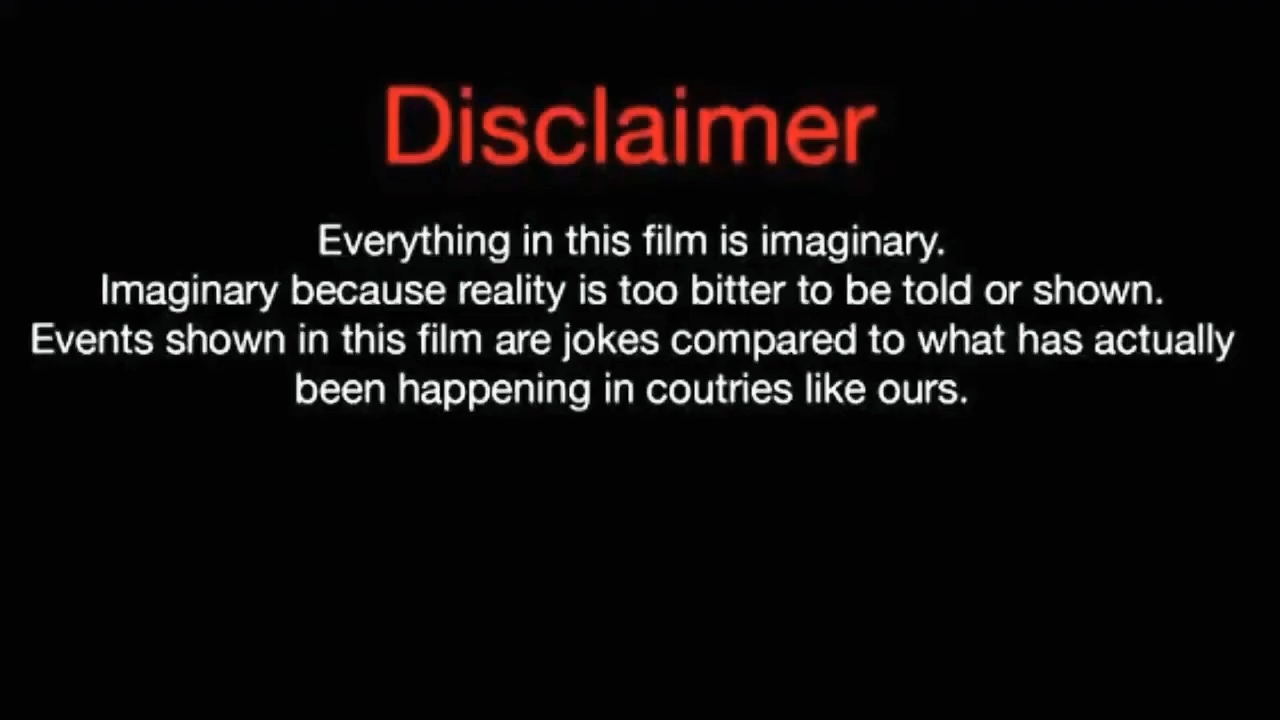 Disclaimer
Everything in this film is imaginary.
Imaginary because reality is too bitter to be told or shown.
Events shown in this film are jokes compared to what has actually
been happening in coutries like ours.